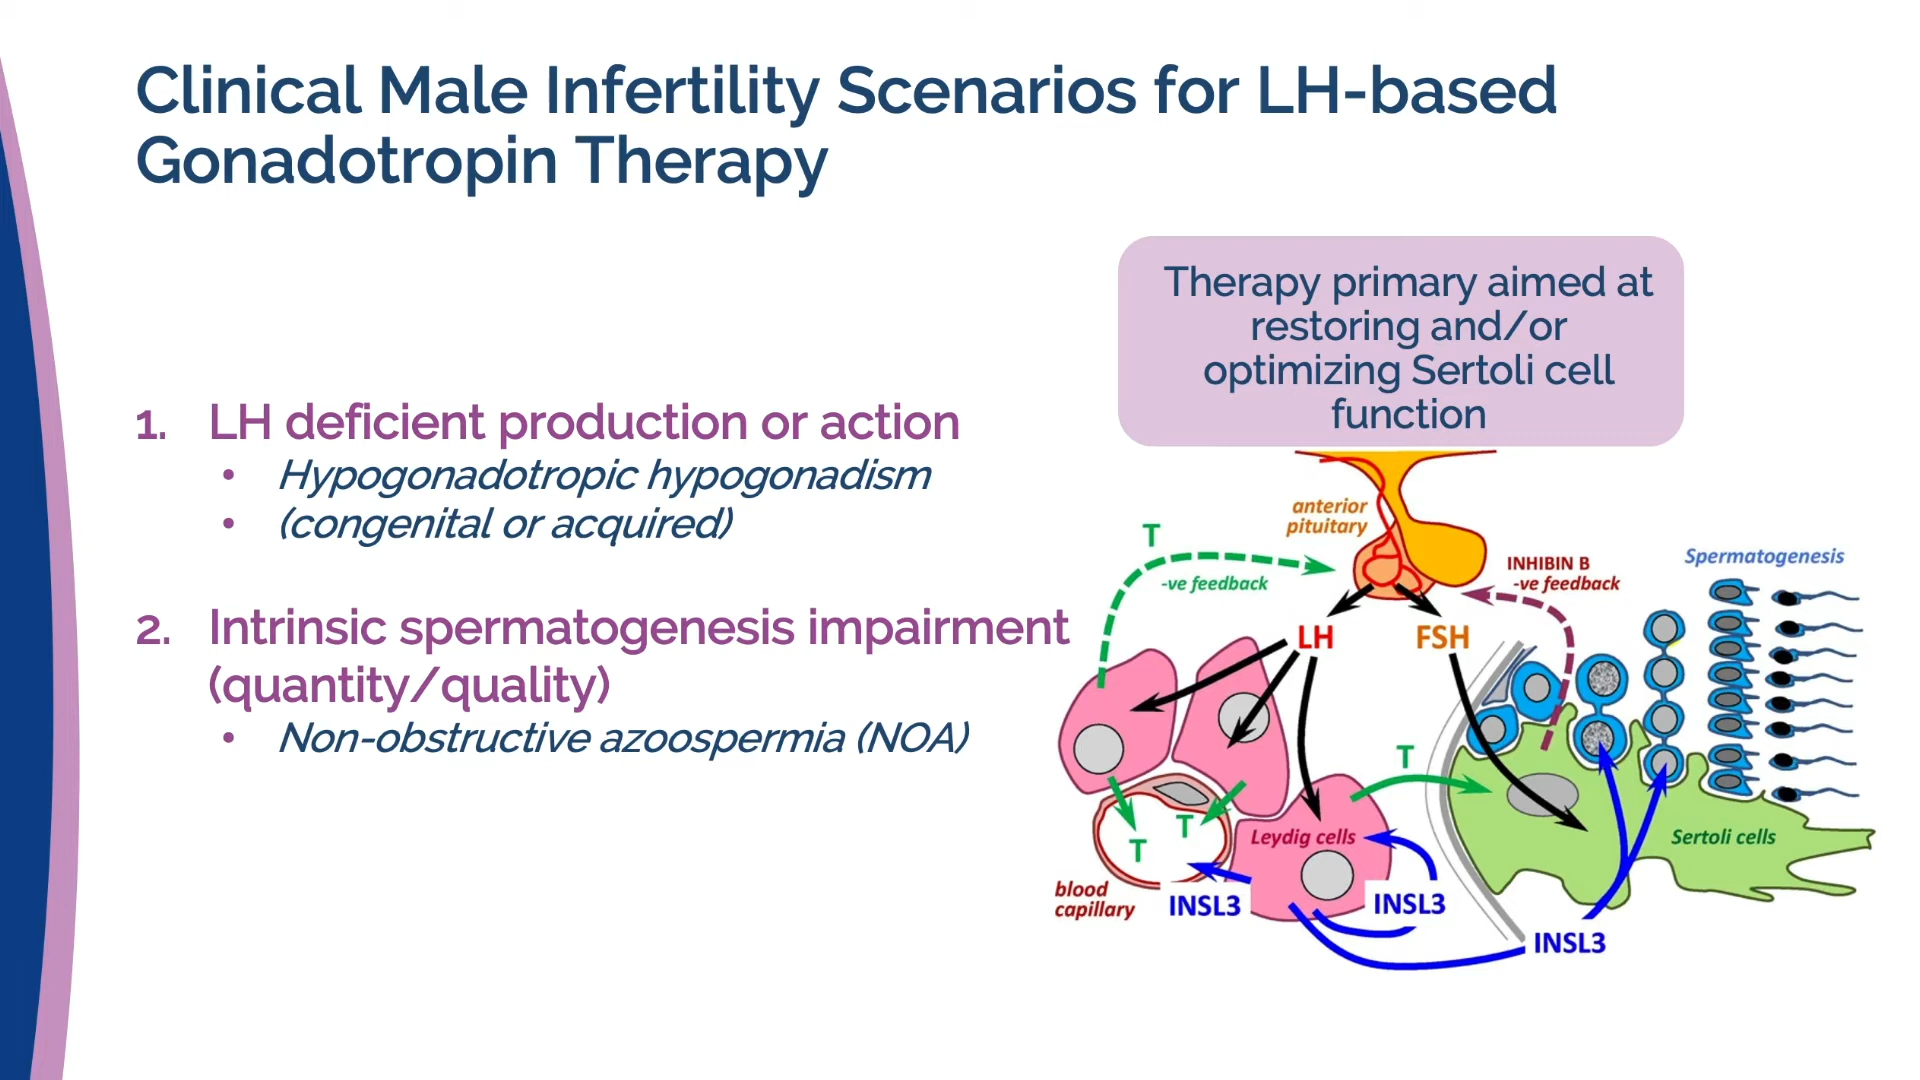 Clinical Male Infertility Scenarios for LH-based
Gonadotropin Therapy
Therapy primary aimed at
restoring and/or
optimizing Sertoli cell
function
1. LH deficient production or action
• Hypogonadotropic hypogonadism
• (congenital or acquired)
2. Intrinsic spermatogenesis impairment
(quantity/quality)
• Non-obstructive azoospermia (NOA)
anterior
pituitary
T
-ve feedback
INHIBIN B
-ve feedback
Spermatogenesis
LH
FSH
T
T
T
Leydig cells
Sertoli cells
blood
capillary
INSL3
INSL3
INSL3